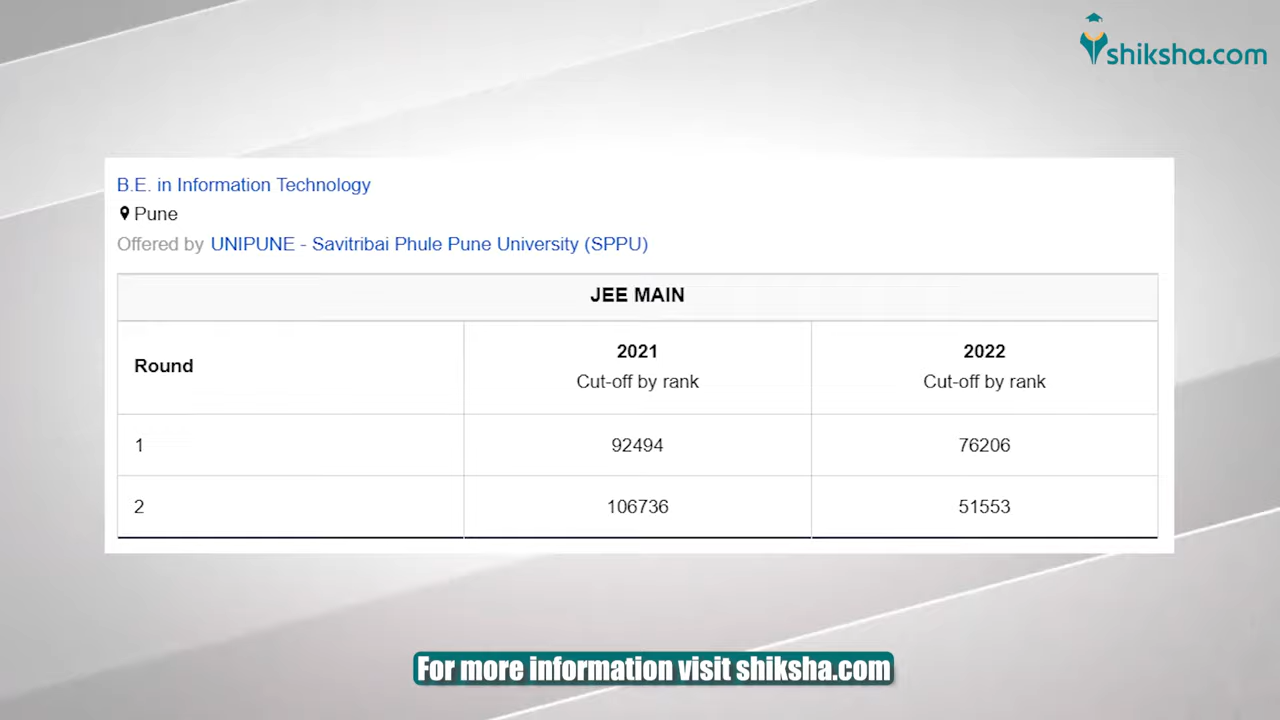 shiksha.com
B.E. in Information Technology
Pune
Offered by UNIPUNE - Savitribai Phule Pune University (SPPU)
JEE MAIN
Round 2021 Cut-off by rank 2022 Cut-off by rank
1 92494 76206
2 106736 51553
For more information visit shiksha.com